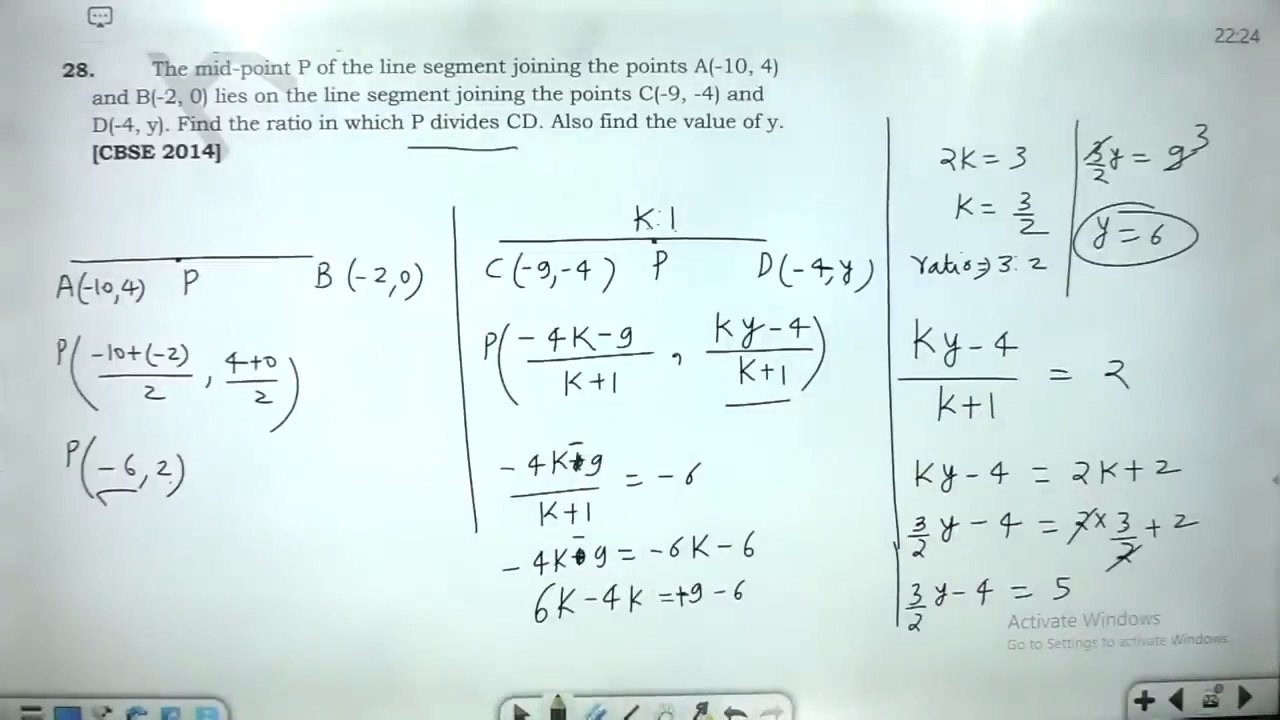 22:24
28. The mid-point P of the line segment joining the points A(-10, 4)
and B(-2, 0) lies on the line segment joining the points C(-9, -4) and
D(-4, y). Find the ratio in which P divides CD. Also find the value of y.
[CBSE 2014]
A(-10,4) P B(-2,0)
P(-10+(-2)/2, 4+0/2)
P(-6, 2)
K:1
C(-9,-4) P D(-4,y)
P(-4K-9/K+1, Ky-4/K+1)
-4K-9/K+1 = -6
-4K-9 = -6K-6
6K-4K = +9-6
2K = 3
K = 3/2
ratio ⇒ 3:2
Ky-4/K+1 = 2
Ky-4 = 2K+2
3/2 y - 4 = 2 × 3/2 + 2
3/2 y - 4 = 5
3/2 y = 9 3
y = 6
Activate Windows
Go to Settings to activate Windows.